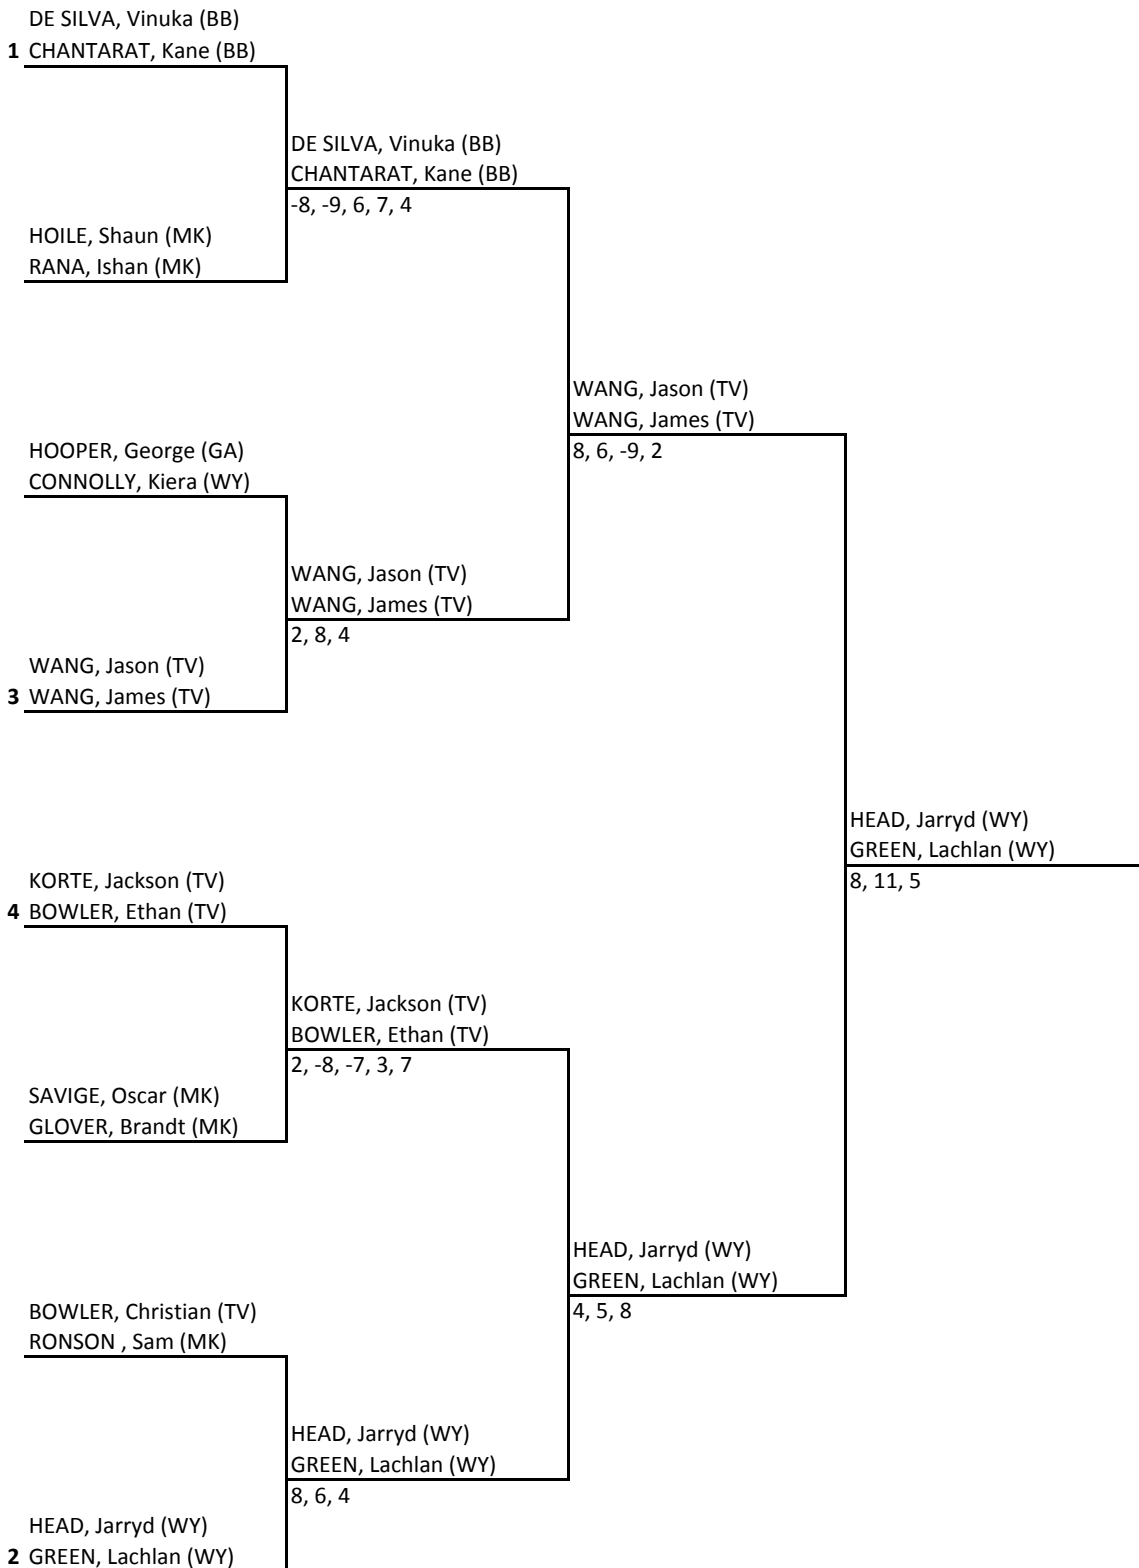 DE SILVA, Vinuka (BB)
1 CHANTARAT, Kane (BB)
DE SILVA, Vinuka (BB)
CHANTARAT, Kane (BB)
-8, -9, 6, 7, 4
HOILE, Shaun (MK)
RANA, Ishan (MK)
WANG, Jason (TV)
WANG, James (TV)
8, 6, -9, 2
HOOPER, George (GA)
CONNOLLY, Kiera (WY)
WANG, Jason (TV)
WANG, James (TV)
2, 8, 4
WANG, Jason (TV)
3 WANG, James (TV)
HEAD, Jarryd (WY)
GREEN, Lachlan (WY)
8, 11, 5
KORTE, Jackson (TV)
4 BOWLER, Ethan (TV)
KORTE, Jackson (TV)
BOWLER, Ethan (TV)
2, -8, -7, 3, 7
SAVIGE, Oscar (MK)
GLOVER, Brandt (MK)
HEAD, Jarryd (WY)
GREEN, Lachlan (WY)
4, 5, 8
BOWLER, Christian (TV)
RONSON , Sam (MK)
HEAD, Jarryd (WY)
GREEN, Lachlan (WY)
8, 6, 4
HEAD, Jarryd (WY)
2 GREEN, Lachlan (WY)